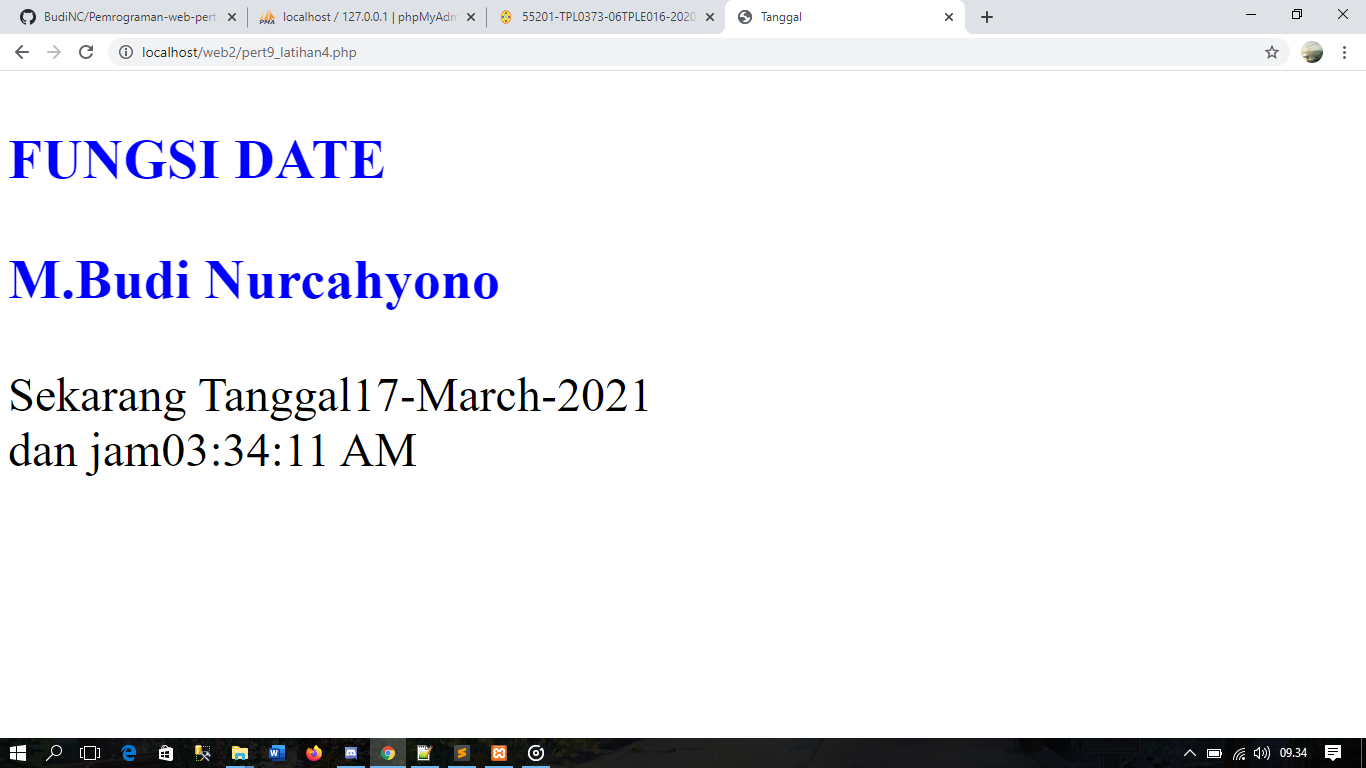 BudiNC/Pemrograman-web-pert
localhost / 127.0.0.1 | phpMyAdm
55201-TPL0373-06TPLE016-2020
Tanggal
localhost/web2/pert9_latihan4.php
FUNGSI DATE
M.Budi Nurcahyono
Sekarang Tanggal17-March-2021
dan jam03:34:11 AM
09.34